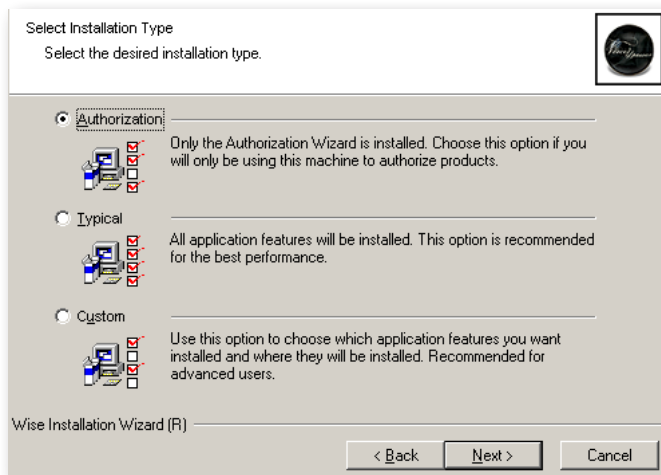 Select Installation Type
Select the desired installation type.
Authorization
Only the Authorization Wizard is installed. Choose this option if you
will only be using this machine to authorize products.
Typical
All application features will be installed. This option is recommended
for the best performance.
Custom
Use this option to choose which application features you want
installed and where they will be installed. Recommended for
advanced users.
Wise Installation Wizard (R)
< Back
Next >
Cancel